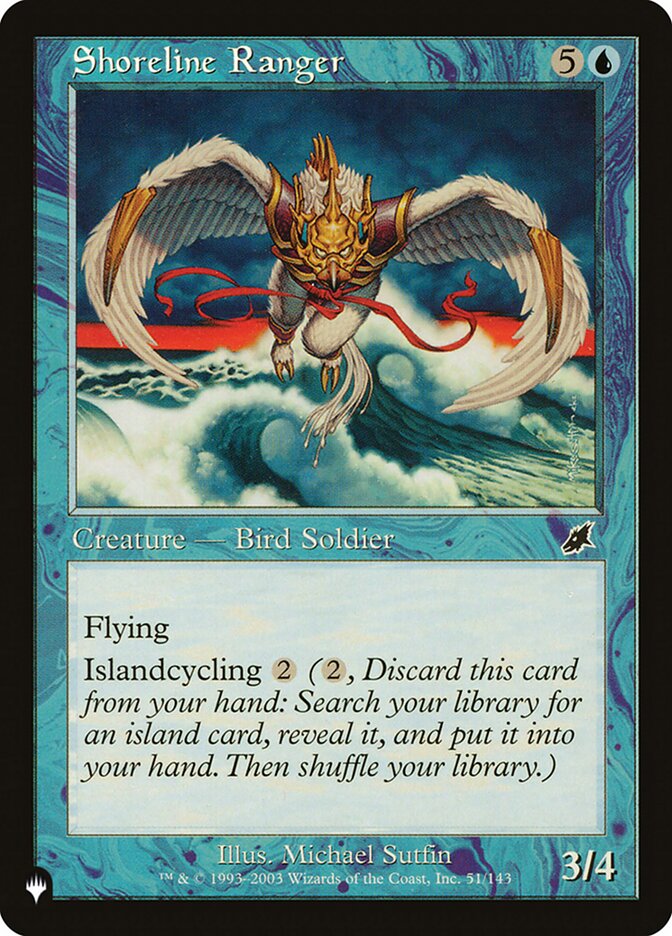 Shoreline Ranger 5
Creature — Bird Soldier
Flying
Islandcycling 2 (2, Discard this card
from your hand: Search your library for
an island card, reveal it, and put it into
your hand. Then shuffle your library.)
Illus. Michael Sutfin
™ & © 1993-2003 Wizards of the Coast, Inc. 51/143
3/4